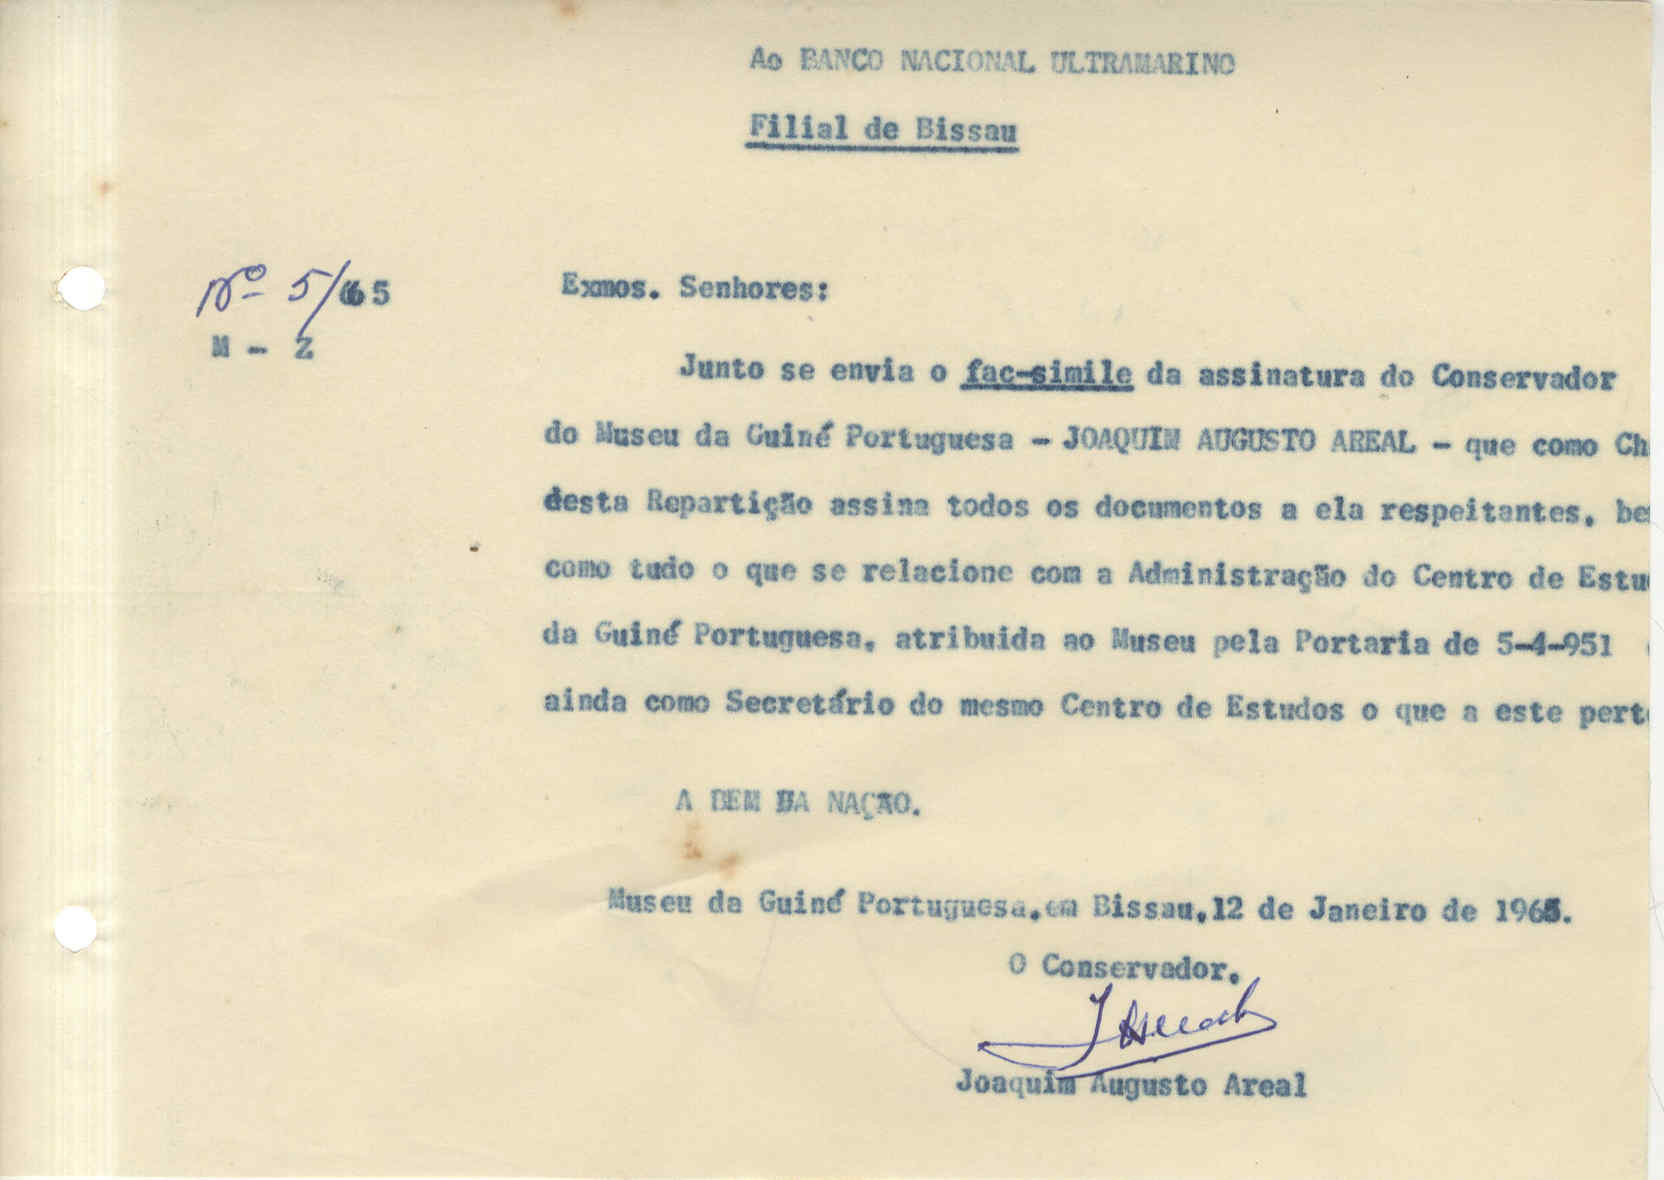 Ao BANCO NACIONAL ULTRAMARINO
Filial de Bissau
Nº 5/65
M - Z
Exmos. Senhores:
Junto se envia o fac-simile da assinatura do Conservador
do Museu da Guiné Portuguesa - JOAQUIM AUGUSTO AREAL - que como Ch
desta Repartição assina todos os documentos a ela respeitantes, be
como tudo o que se relacione com a Administração do Centro de Estu
da Guiné Portuguesa, atribuida ao Museu pela Portaria de 5-4-951
ainda como Secretário do mesmo Centro de Estudos o que a este pert
A BEM DA NAÇÃO.
Museu da Guiné Portuguesa, em Bissau, 12 de Janeiro de 1965.
O Conservador,
Joaquim Augusto Areal